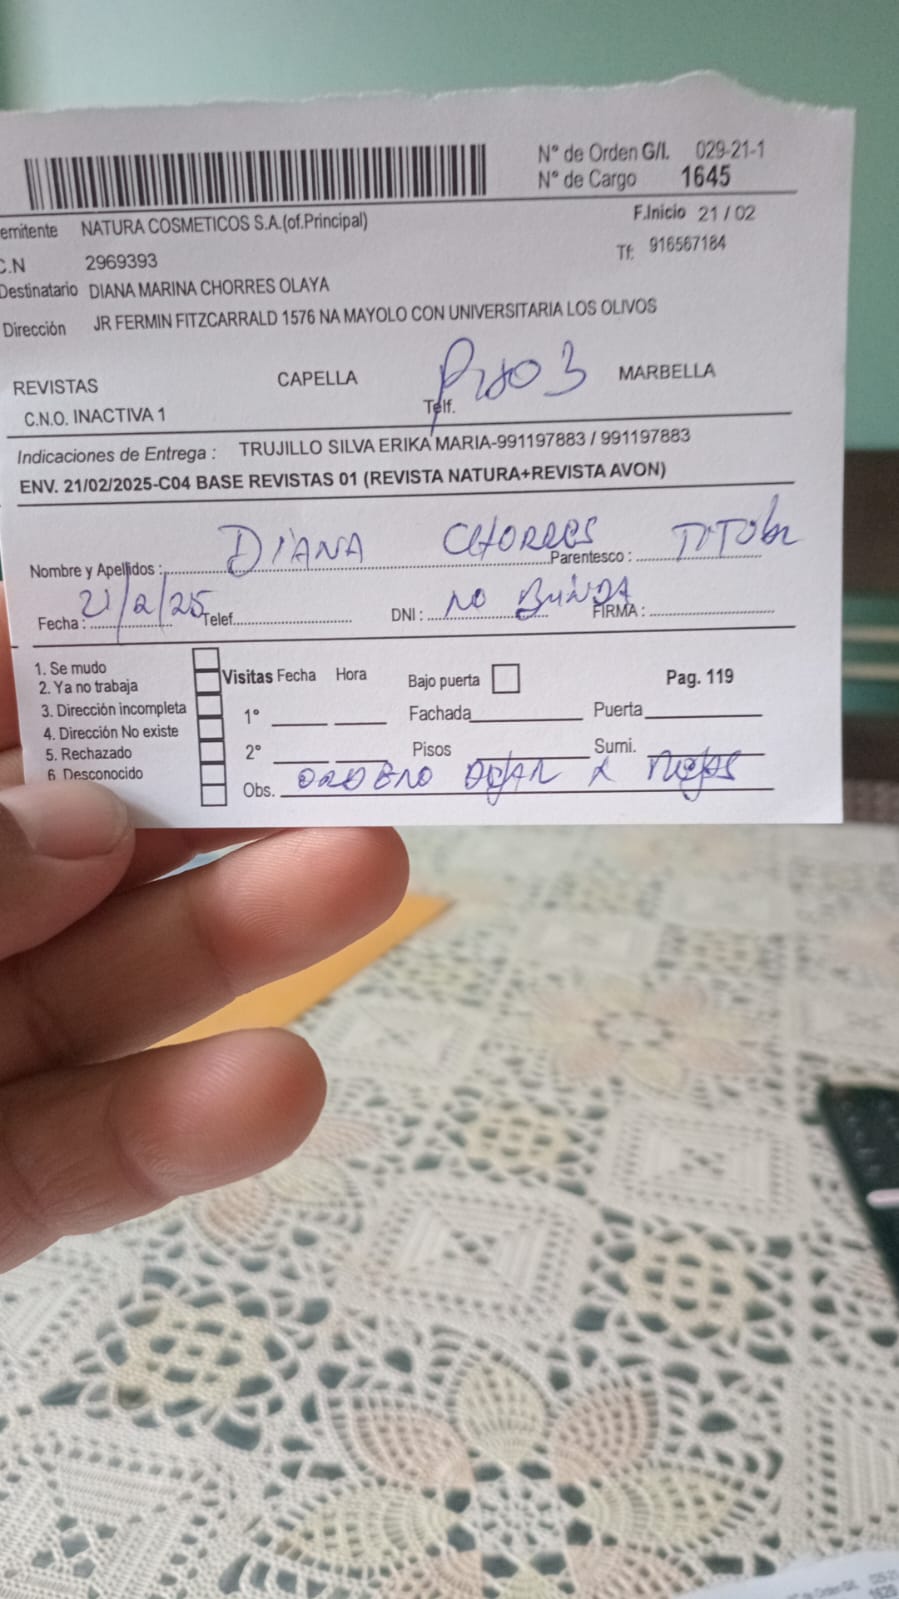 N° de Orden G/I. 029-21-1
N° de Cargo 1645
emitente NATURA COSMETICOS S.A.(of.Principal)
F.Inicio 21 / 02
C.N 2969393
Tf: 916567184
Destinatario DIANA MARINA CHORRES OLAYA
Dirección JR FERMIN FITZCARRALD 1576 NA MAYOLO CON UNIVERSITARIA LOS OLIVOS
REVISTAS CAPELLA PISO 3 MARBELLA
C.N.O. INACTIVA 1 Telf.
Indicaciones de Entrega : TRUJILLO SILVA ERIKA MARIA-991197883 / 991197883
ENV. 21/02/2025-C04 BASE REVISTAS 01 (REVISTA NATURA+REVISTA AVON)
Nombre y Apellidos : DIANA CHORRES Parentesco : TITULAR
Fecha : 21/2/25 Telef. DNI : NO BRINDA FIRMA :
1. Se mudo
2. Ya no trabaja
3. Dirección incompleta
4. Dirección No existe
5. Rechazado
6. Desconocido
Visitas Fecha Hora Bajo puerta Pag. 119
1° Fachada Puerta
2° Pisos Sumi.
Obs. ORDENO DEJAR X REJAS